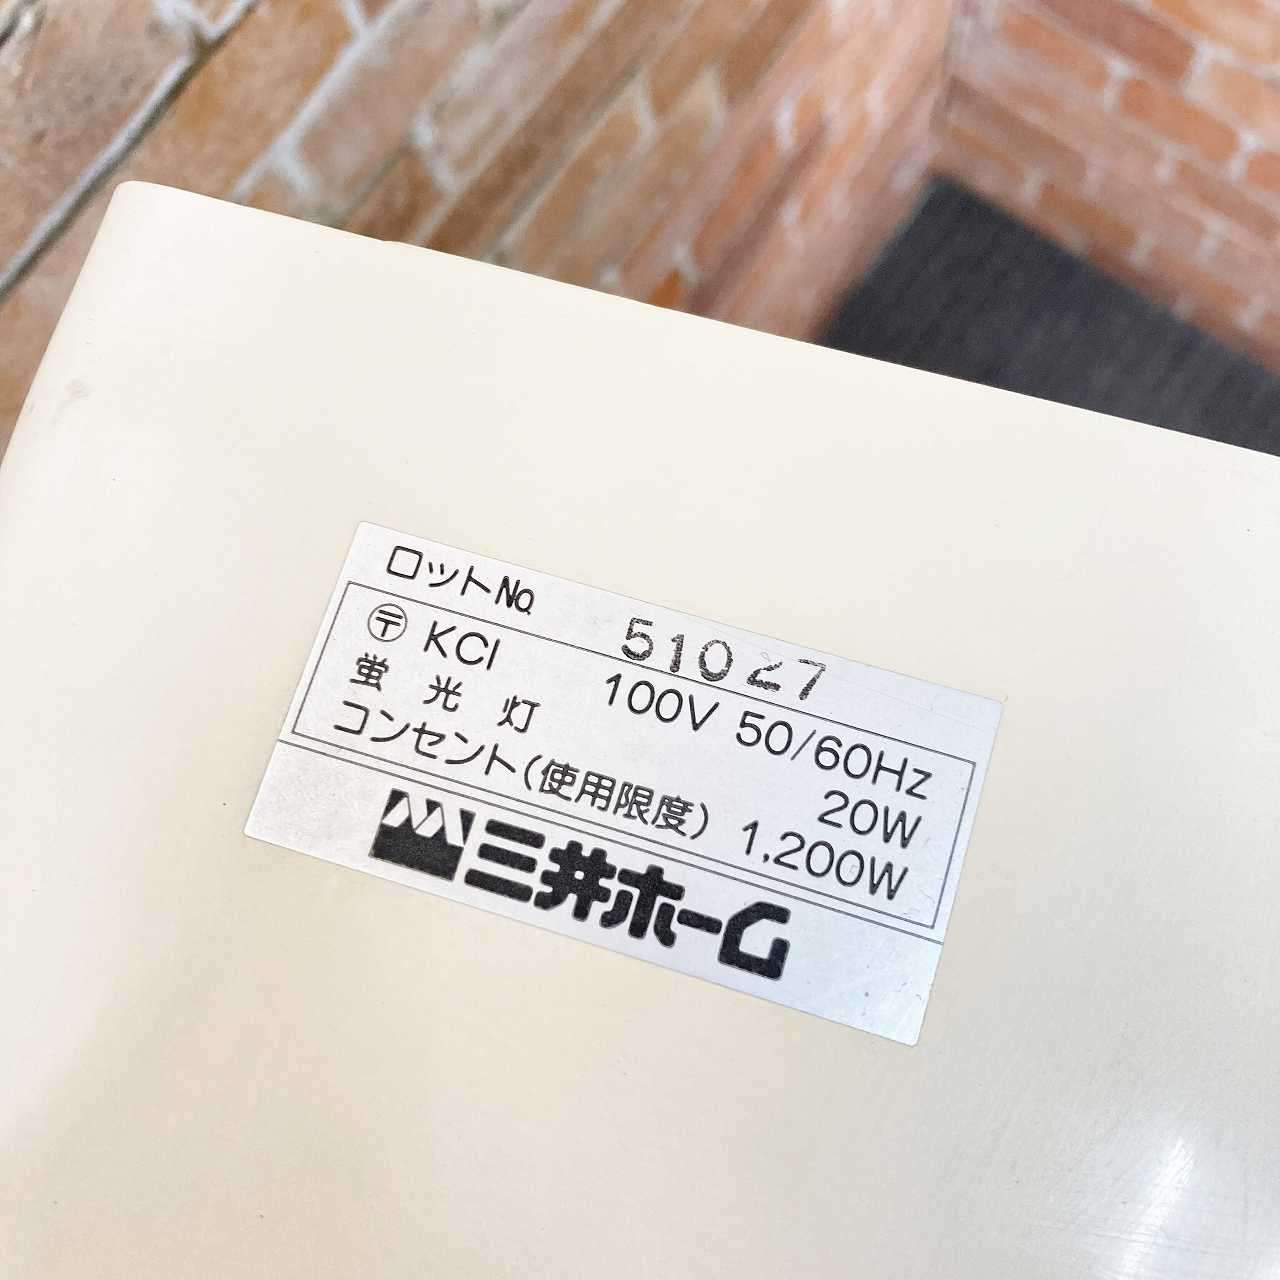 ロット№ 51027
〶 KCI 100V 50/60Hz
蛍光灯 20W
コンセント(使用限度) 1,200W
三井ホーム